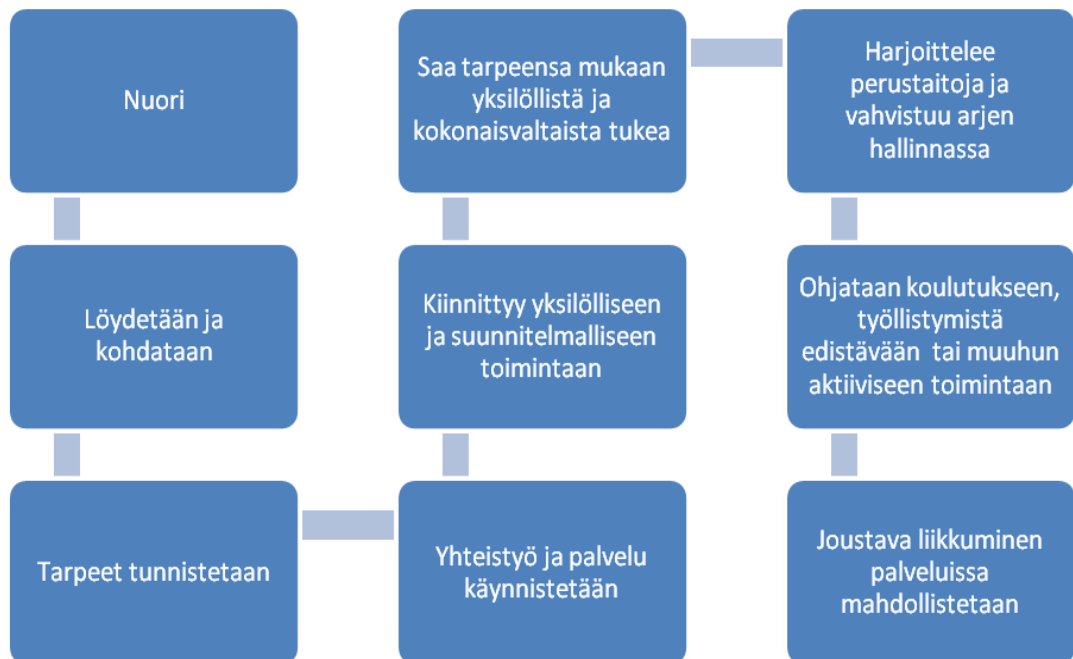 Nuori
Löydetään ja
kohdataan
Tarpeet tunnistetaan
Yhteistyö ja palvelu
käynnistetään
Kiinnittyy yksilölliseen
ja suunnitelmalliseen
toimintaan
Saa tarpeensa mukaan
yksilöllistä ja
kokonaisvaltaista tukea
Harjoittelee
perustaitoja ja
vahvistuu arjen
hallinnassa
Ohjataan koulutukseen,
työllistymistä
edistävään tai muuhun
aktiiviseen toimintaan
Joustava liikkuminen
palveluissa
mahdollistetaan